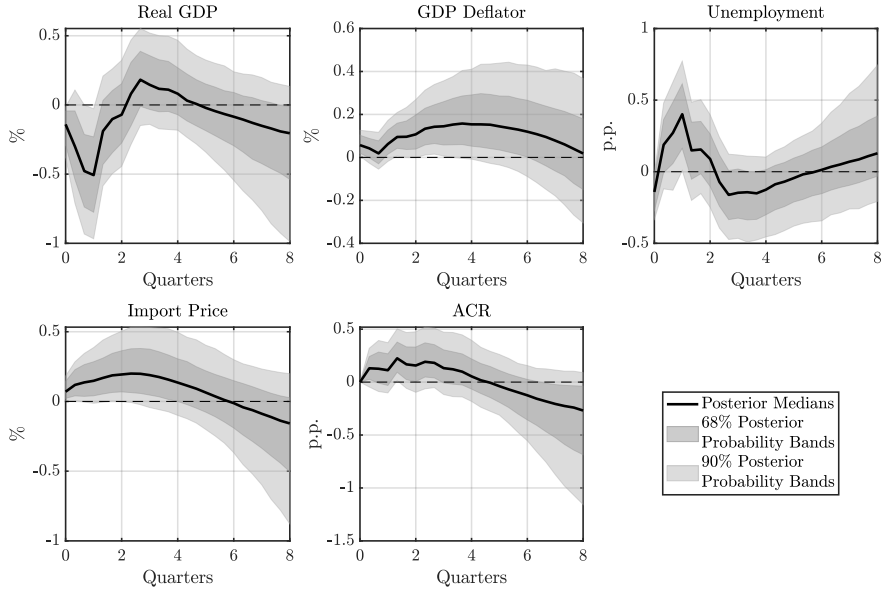 Real GDP
0.5
0
-0.5
-1
%
0 2 4 6 8
Quarters
GDP Deflator
0.6
0.4
0.2
0
-0.2
0.4
%
0 2 4 6 8
Quarters
Unemployment
1
0.5
0
-0.5
p.p.
0 2 4 6 8
Quarters
Import Price
0.5
0
-0.5
-1
%
0 2 4 6 8
Quarters
ACR
0.5
0
-0.5
-1
-1.5
p.p.
0 2 4 6 8
Quarters
Posterior Medians
68% Posterior
Probability Bands
90% Posterior
Probability Bands